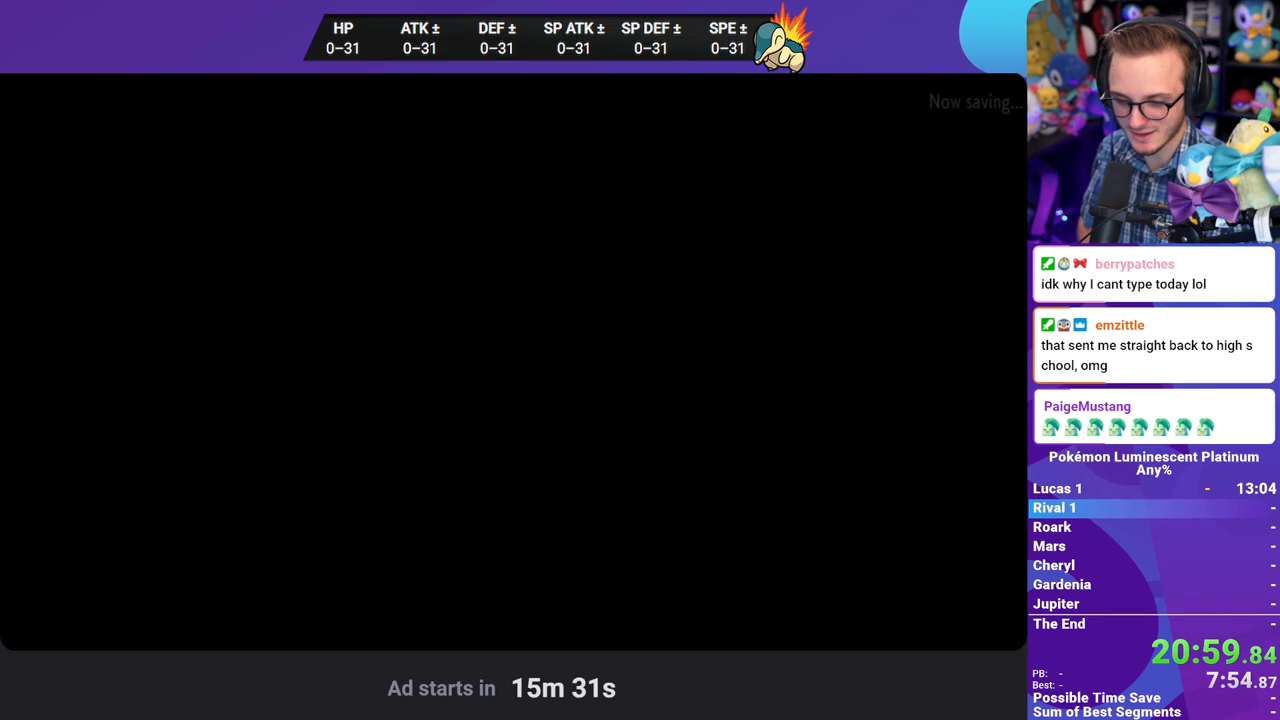 HP ATK ± DEF ± SP ATK ± SP DEF ± SPE ±
0–31 0–31 0–31 0–31 0–31 0–31
Now saving...
berrypatches
idk why I cant type today lol
emzittle
that sent me straight back to high s
chool, omg
PaigeMustang
Pokémon Luminescent Platinum
Any%
Lucas 1 - 13:04
Rival 1 -
Roark -
Mars -
Cheryl -
Gardenia -
Jupiter -
The End -
20:59.84
PB: -
Best: - 7:54.87
Possible Time Save -
Sum of Best Segments -
Ad starts in 15m 31s